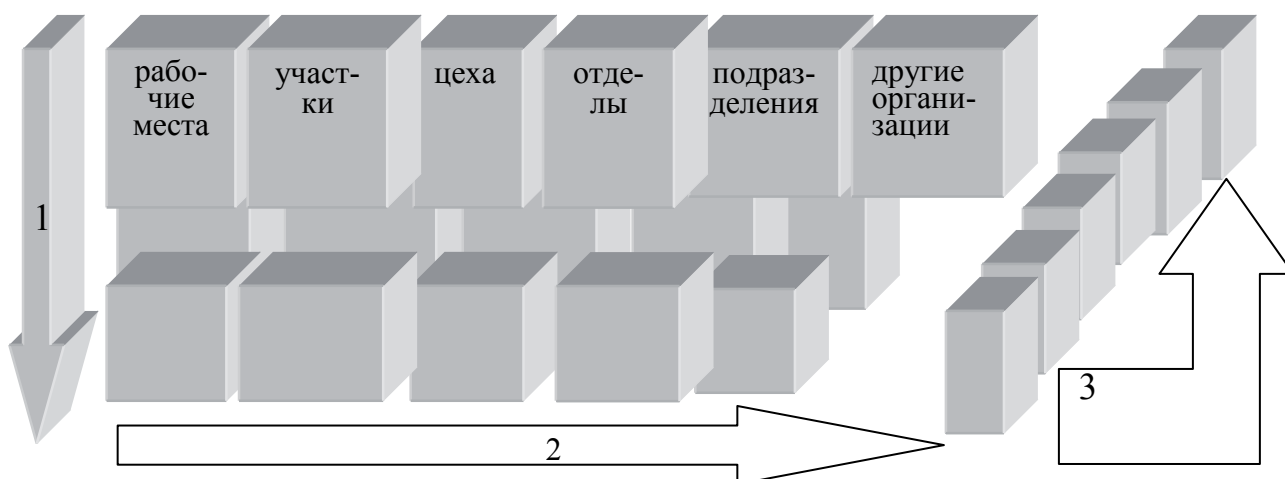 рабо-
чие
места
участ-
ки
цеха
отде-
лы
подраз-
деления
другие
органи-
зации
1
2
3